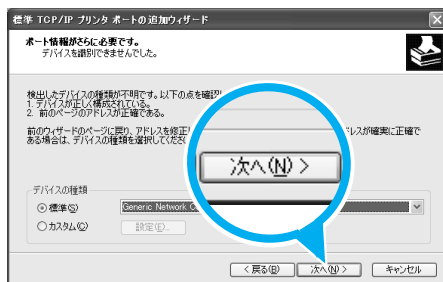 標準 TCP/IP プリンタ ポートの追加ウィザード
ポート情報がさらに必要です。
デバイスを識別できませんでした。
検出したデバイスの種類が不明です。以下の点を確認
1. デバイスが正しく構成されている。
2. 前のページのアドレスが正確である。
前のウィザードのページに戻り、アドレスを修正 ドレスが確実に正確で
ある場合は、デバイスの種類を選択してくださ
次へ(N) >
デバイスの種類
標準(S)
Generic Network C
カスタム(C)
設定(E)...
< 戻る(B)
次へ(N) >
キャンセル